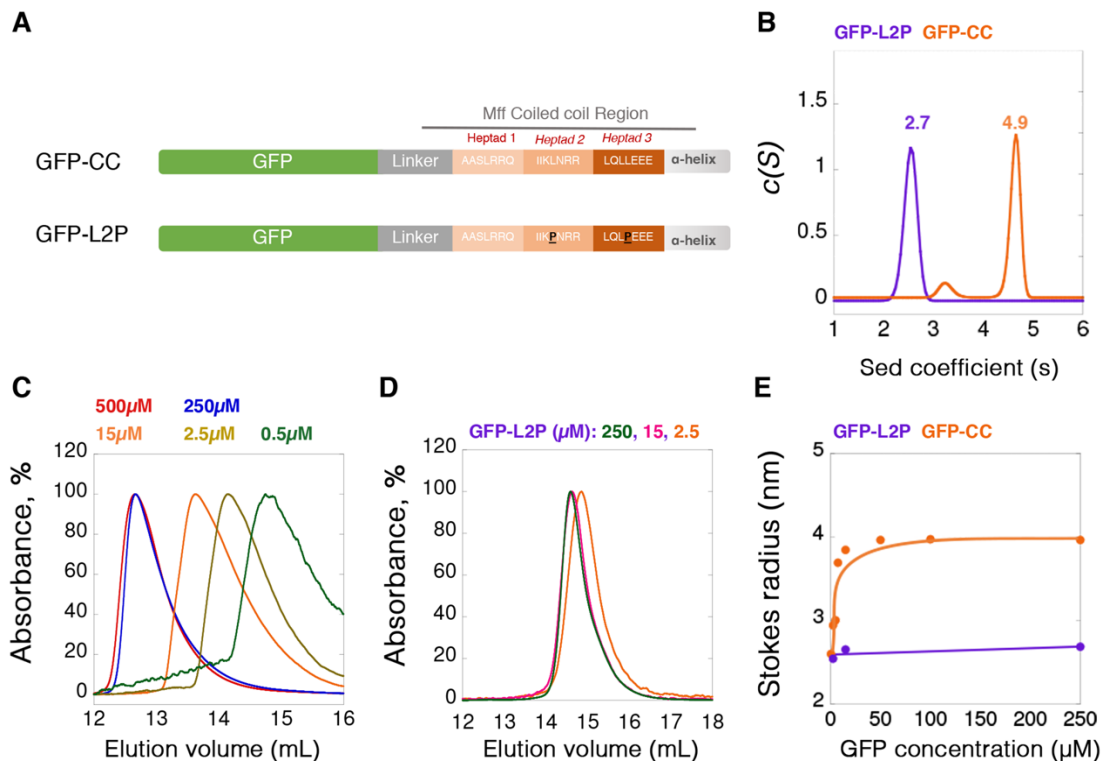 A
Mff Coiled coil Region
Heptad 1 Heptad 2 Heptad 3
GFP-CC GFP Linker AASLRRQ IIKLNRR LQLLEEE α-helix
GFP-L2P GFP Linker AASLRRQ IIKPNRR LQLPEEE α-helix
B
GFP-L2P GFP-CC
2.7 4.9
c(S)
1.5
1
0.5
0
1 2 3 4 5 6
Sed coefficient (s)
C
500µM 250µM
15µM 2.5µM 0.5µM
Absorbance, %
120
100
80
60
40
20
0
12 13 14 15 16
Elution volume (mL)
D
GFP-L2P (µM): 250, 15, 2.5
Absorbance, %
120
100
80
60
40
20
0
12 13 14 15 16 17 18
Elution volume (mL)
E
GFP-L2P GFP-CC
Stokes radius (nm)
5
4
3
2
0 50 100 150 200 250
GFP concentration (µM)